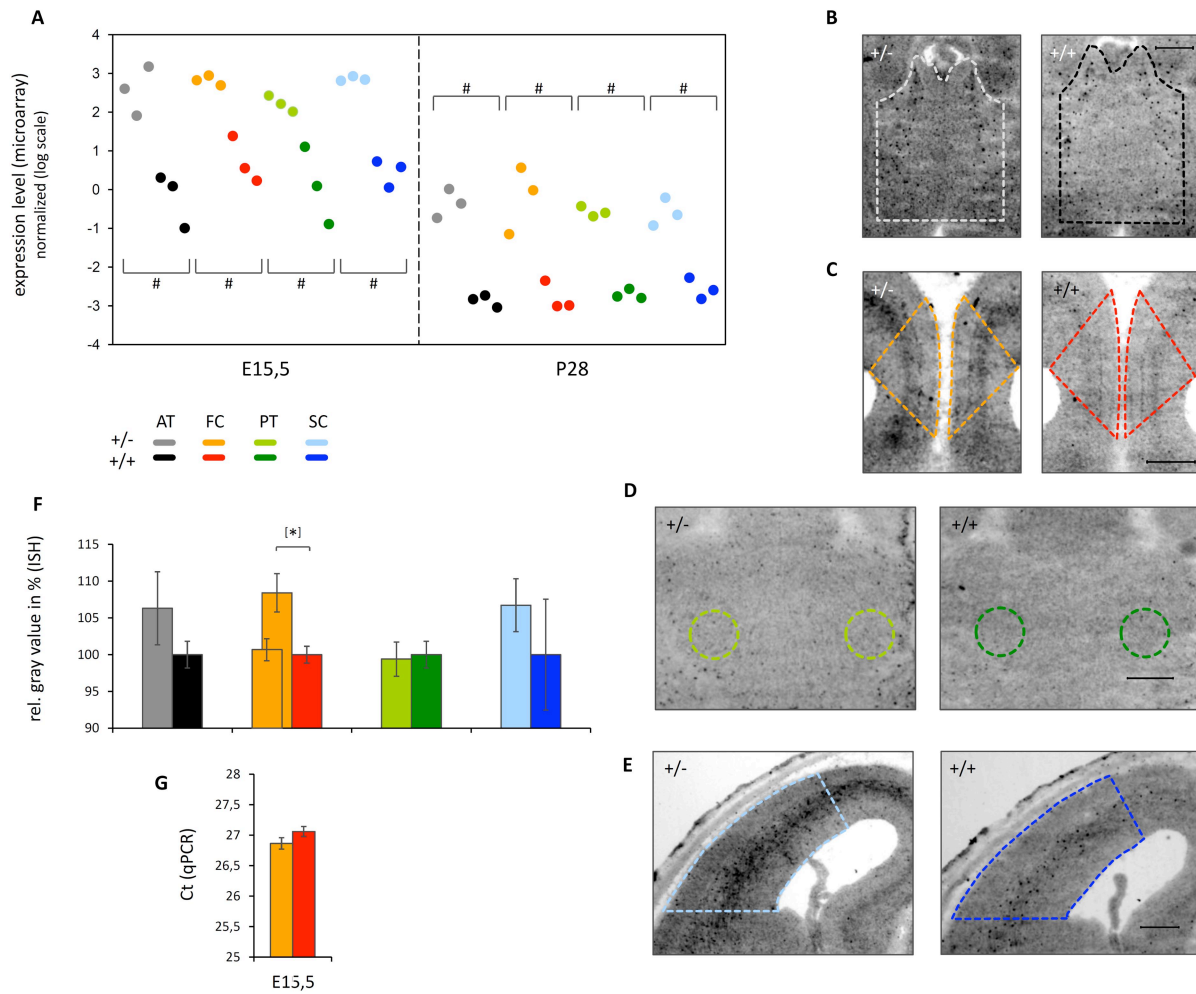 A
expression level (microarray)
normalized (log scale)
4
3
2
1
0
-1
-2
-3
-4
# # # #
# # # #
E15,5 P28
AT FC PT SC
+/-
+/+
B
+/- +/+
C
+/- +/+
D
+/- +/+
E
+/- +/+
F
rel. gray value in % (ISH)
115
110
105
100
95
90
[*]
G
Ct (qPCR)
28
27,5
27
26,5
26
25,5
25
E15,5